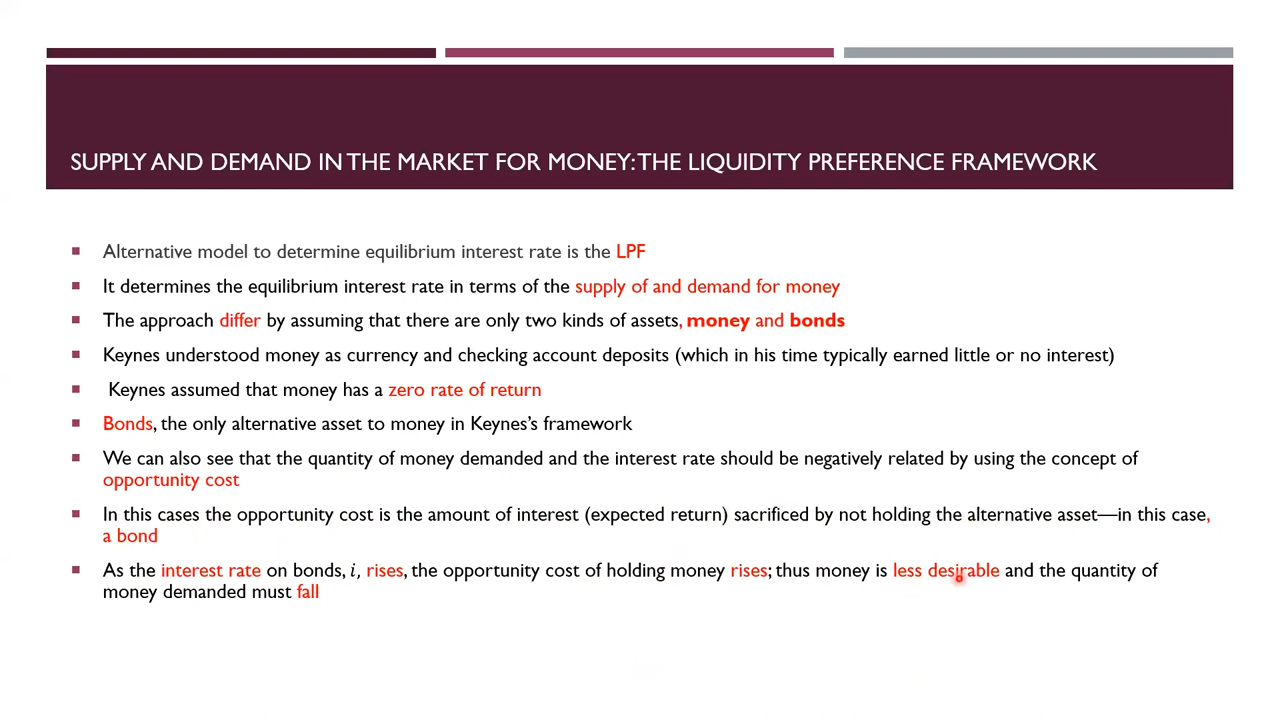 SUPPLY AND DEMAND IN THE MARKET FOR MONEY: THE LIQUIDITY PREFERENCE FRAMEWORK
Alternative model to determine equilibrium interest rate is the LPF
It determines the equilibrium interest rate in terms of the supply of and demand for money
The approach differ by assuming that there are only two kinds of assets, money and bonds
Keynes understood money as currency and checking account deposits (which in his time typically earned little or no interest)
Keynes assumed that money has a zero rate of return
Bonds, the only alternative asset to money in Keynes’s framework
We can also see that the quantity of money demanded and the interest rate should be negatively related by using the concept of
opportunity cost
In this cases the opportunity cost is the amount of interest (expected return) sacrificed by not holding the alternative asset—in this case,
a bond
As the interest rate on bonds, i, rises, the opportunity cost of holding money rises; thus money is less desirable and the quantity of
money demanded must fall